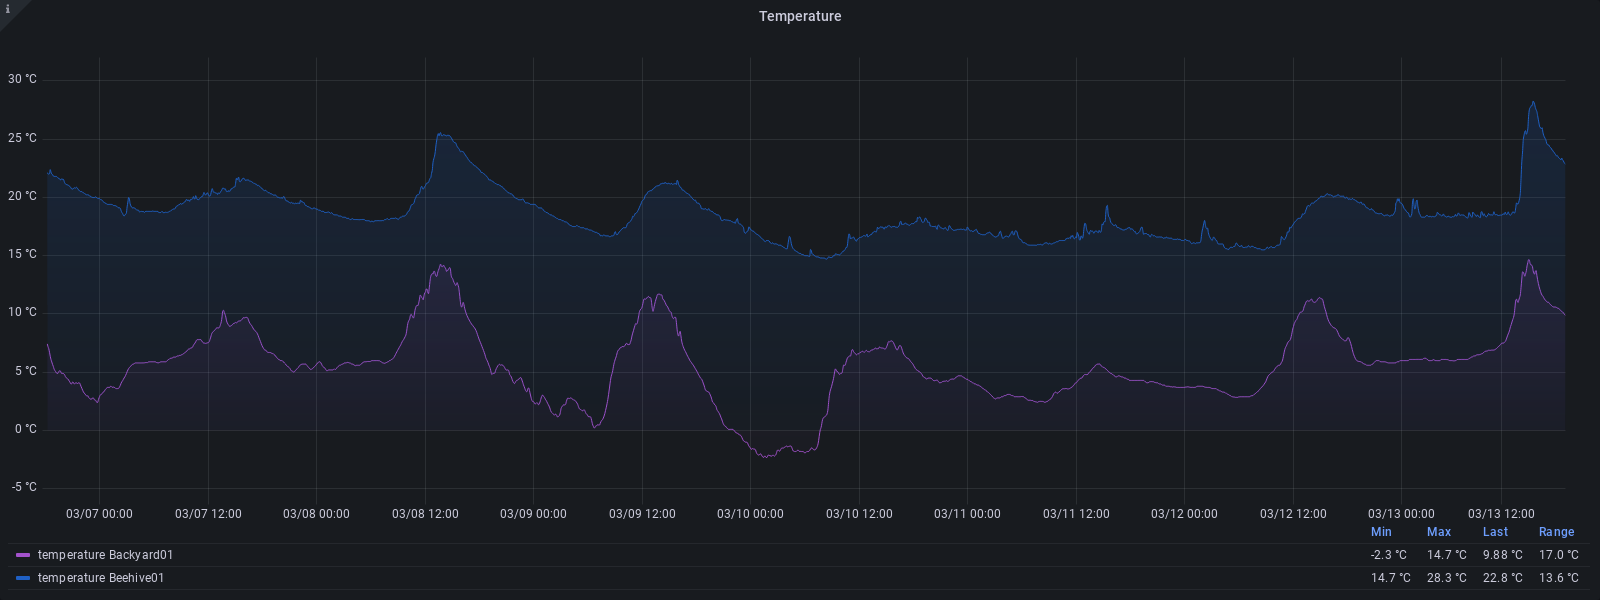 i
Temperature
30 °C
25 °C
20 °C
15 °C
10 °C
5 °C
0 °C
-5 °C
03/07 00:00 03/07 12:00 03/08 00:00 03/08 12:00 03/09 00:00 03/09 12:00 03/10 00:00 03/10 12:00 03/11 00:00 03/11 12:00 03/12 00:00 03/12 12:00 03/13 00:00 03/13 12:00
Min Max Last Range
temperature Backyard01 -2.3 °C 14.7 °C 9.88 °C 17.0 °C
temperature Beehive01 14.7 °C 28.3 °C 22.8 °C 13.6 °C